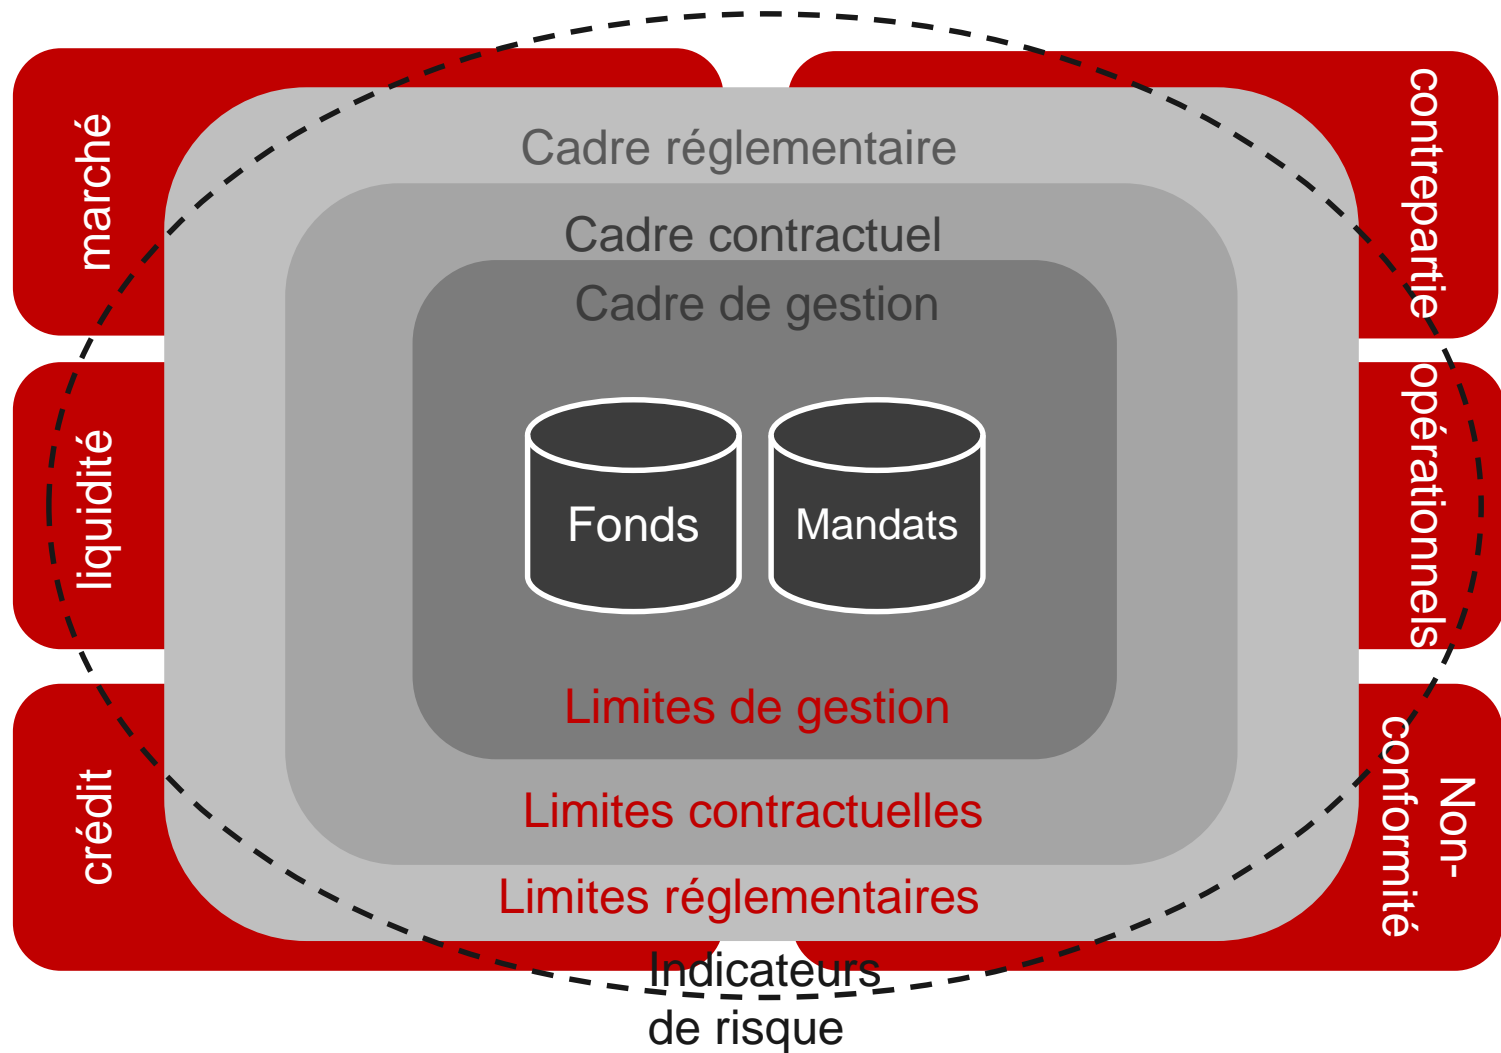 marché
liquidité
crédit
Cadre réglementaire
Cadre contractuel
Cadre de gestion
Fonds
Mandats
Limites de gestion
Limites contractuelles
Limites réglementaires
Indicateurs
de risque
contrepartie
opérationnels
Non-
conformité